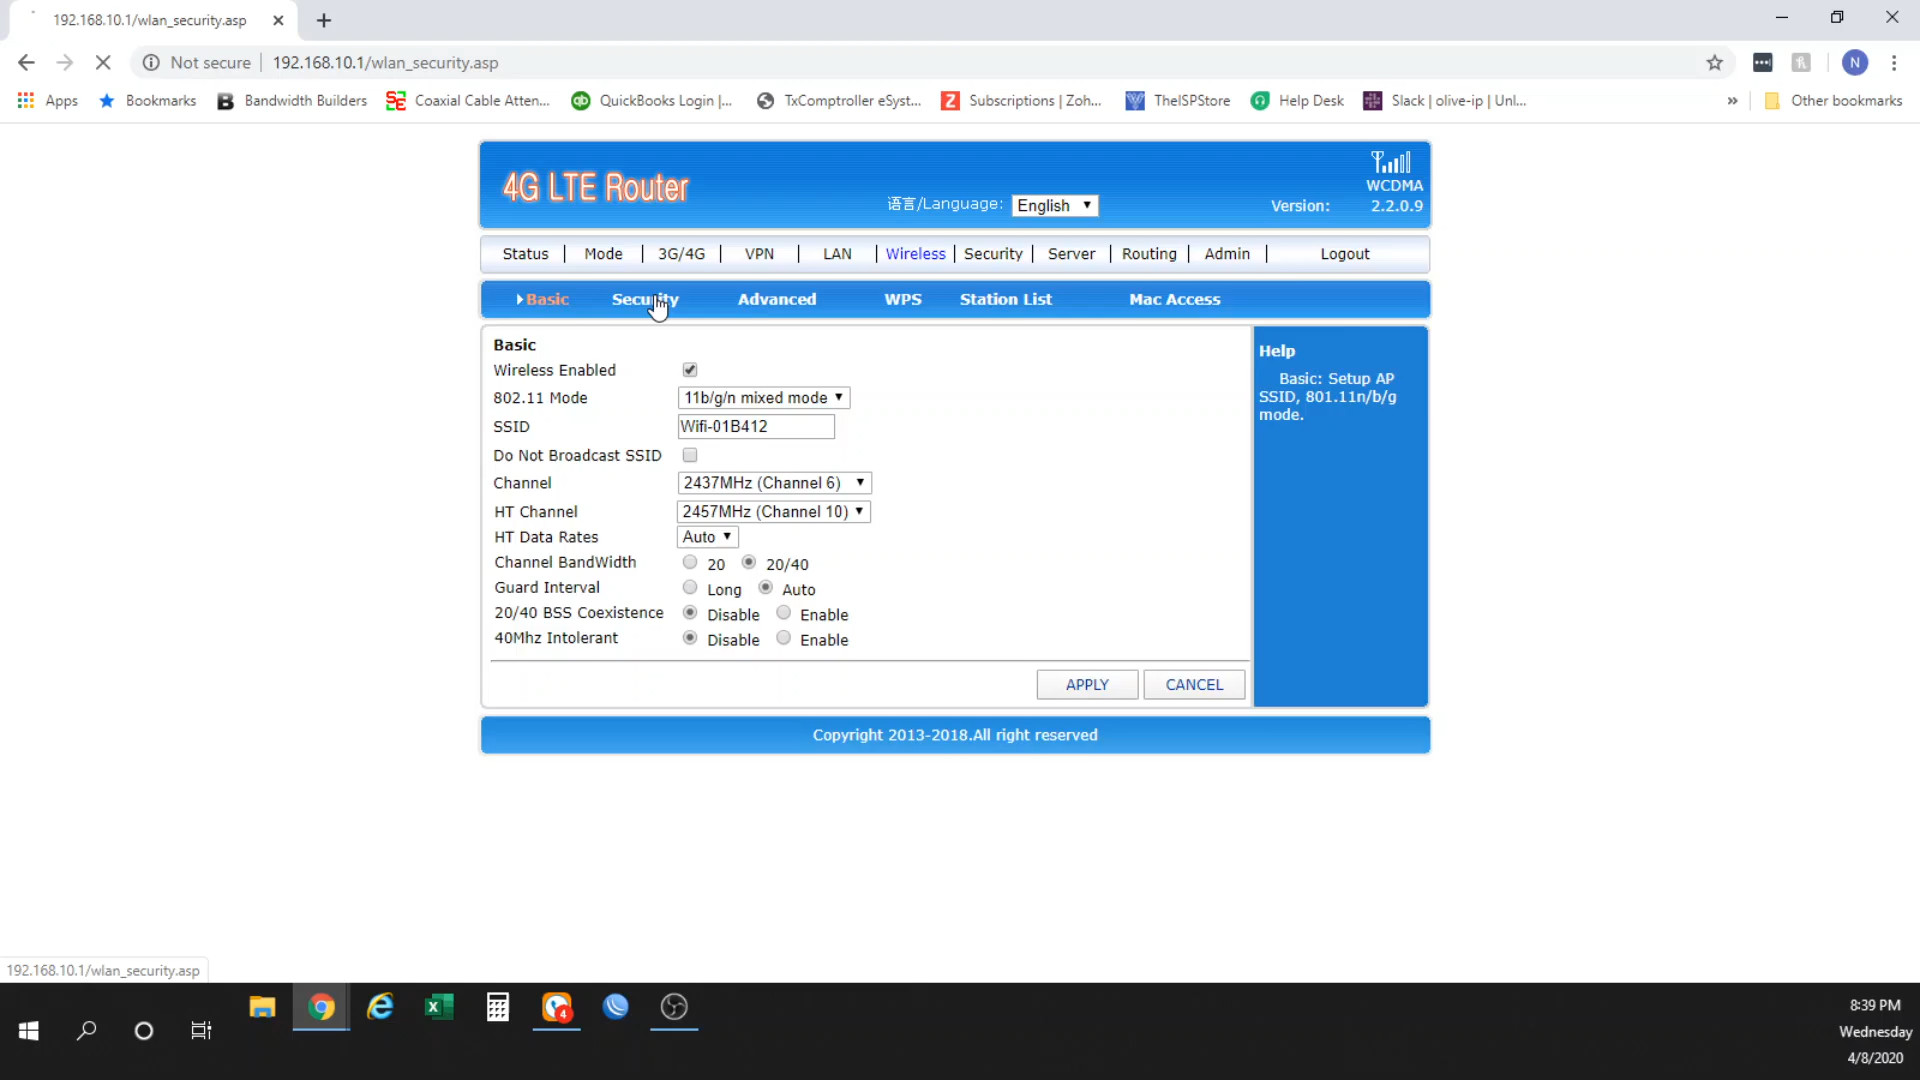 192.168.10.1/wlan_security.asp
Not secure | 192.168.10.1/wlan_security.asp
N
Apps Bookmarks Bandwidth Builders Coaxial Cable Atten... QuickBooks Login |... TxComptroller eSyst... Subscriptions | Zoh... TheISPStore Help Desk Slack | olive-ip | Unl... » Other bookmarks
4G LTE Router
语言/Language: English
WCDMA
Version: 2.2.0.9
Status | Mode | 3G/4G | VPN | LAN | Wireless | Security | Server | Routing | Admin | Logout
Basic Security Advanced WPS Station List Mac Access
Basic
Wireless Enabled
802.11 Mode 11b/g/n mixed mode
SSID Wifi-01B412
Do Not Broadcast SSID
Channel 2437MHz (Channel 6)
HT Channel 2457MHz (Channel 10)
HT Data Rates Auto
Channel BandWidth 20 20/40
Guard Interval Long Auto
20/40 BSS Coexistence Disable Enable
40Mhz Intolerant Disable Enable
APPLY CANCEL
Help
Basic: Setup AP
SSID, 801.11n/b/g
mode.
Copyright 2013-2018.All right reserved
192.168.10.1/wlan_security.asp
4
8:39 PM
Wednesday
4/8/2020